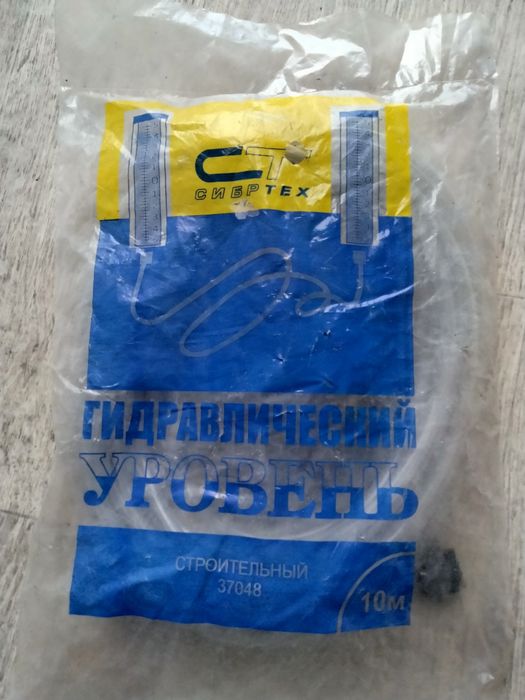 СТ
СИБРТЕХ
ГИДРАВЛИЧЕСКИЙ
УРОВЕНЬ
СТРОИТЕЛЬНЫЙ
37048
10м